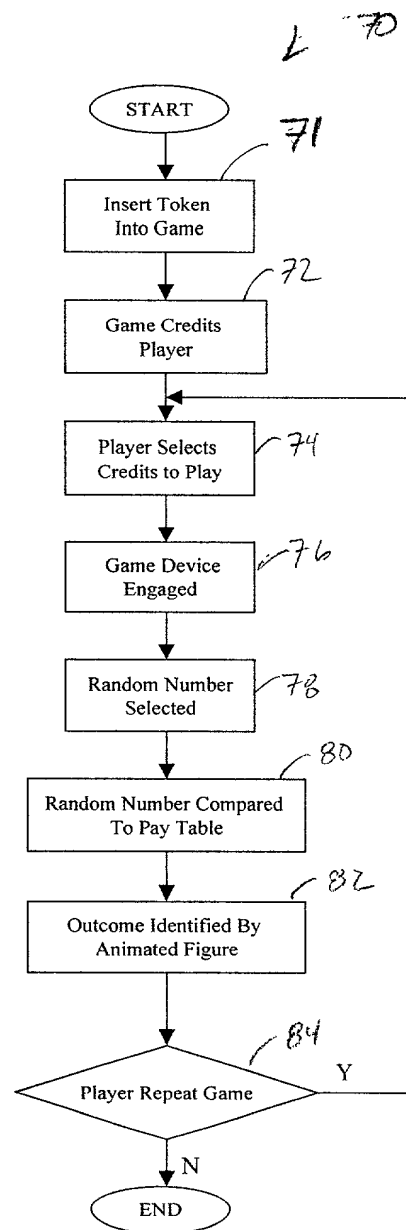 70
START
71
Insert Token
Into Game
72
Game Credits
Player
74
Player Selects
Credits to Play
76
Game Device
Engaged
78
Random Number
Selected
80
Random Number Compared
To Pay Table
82
Outcome Identified By
Animated Figure
84
Player Repeat Game
Y
N
END